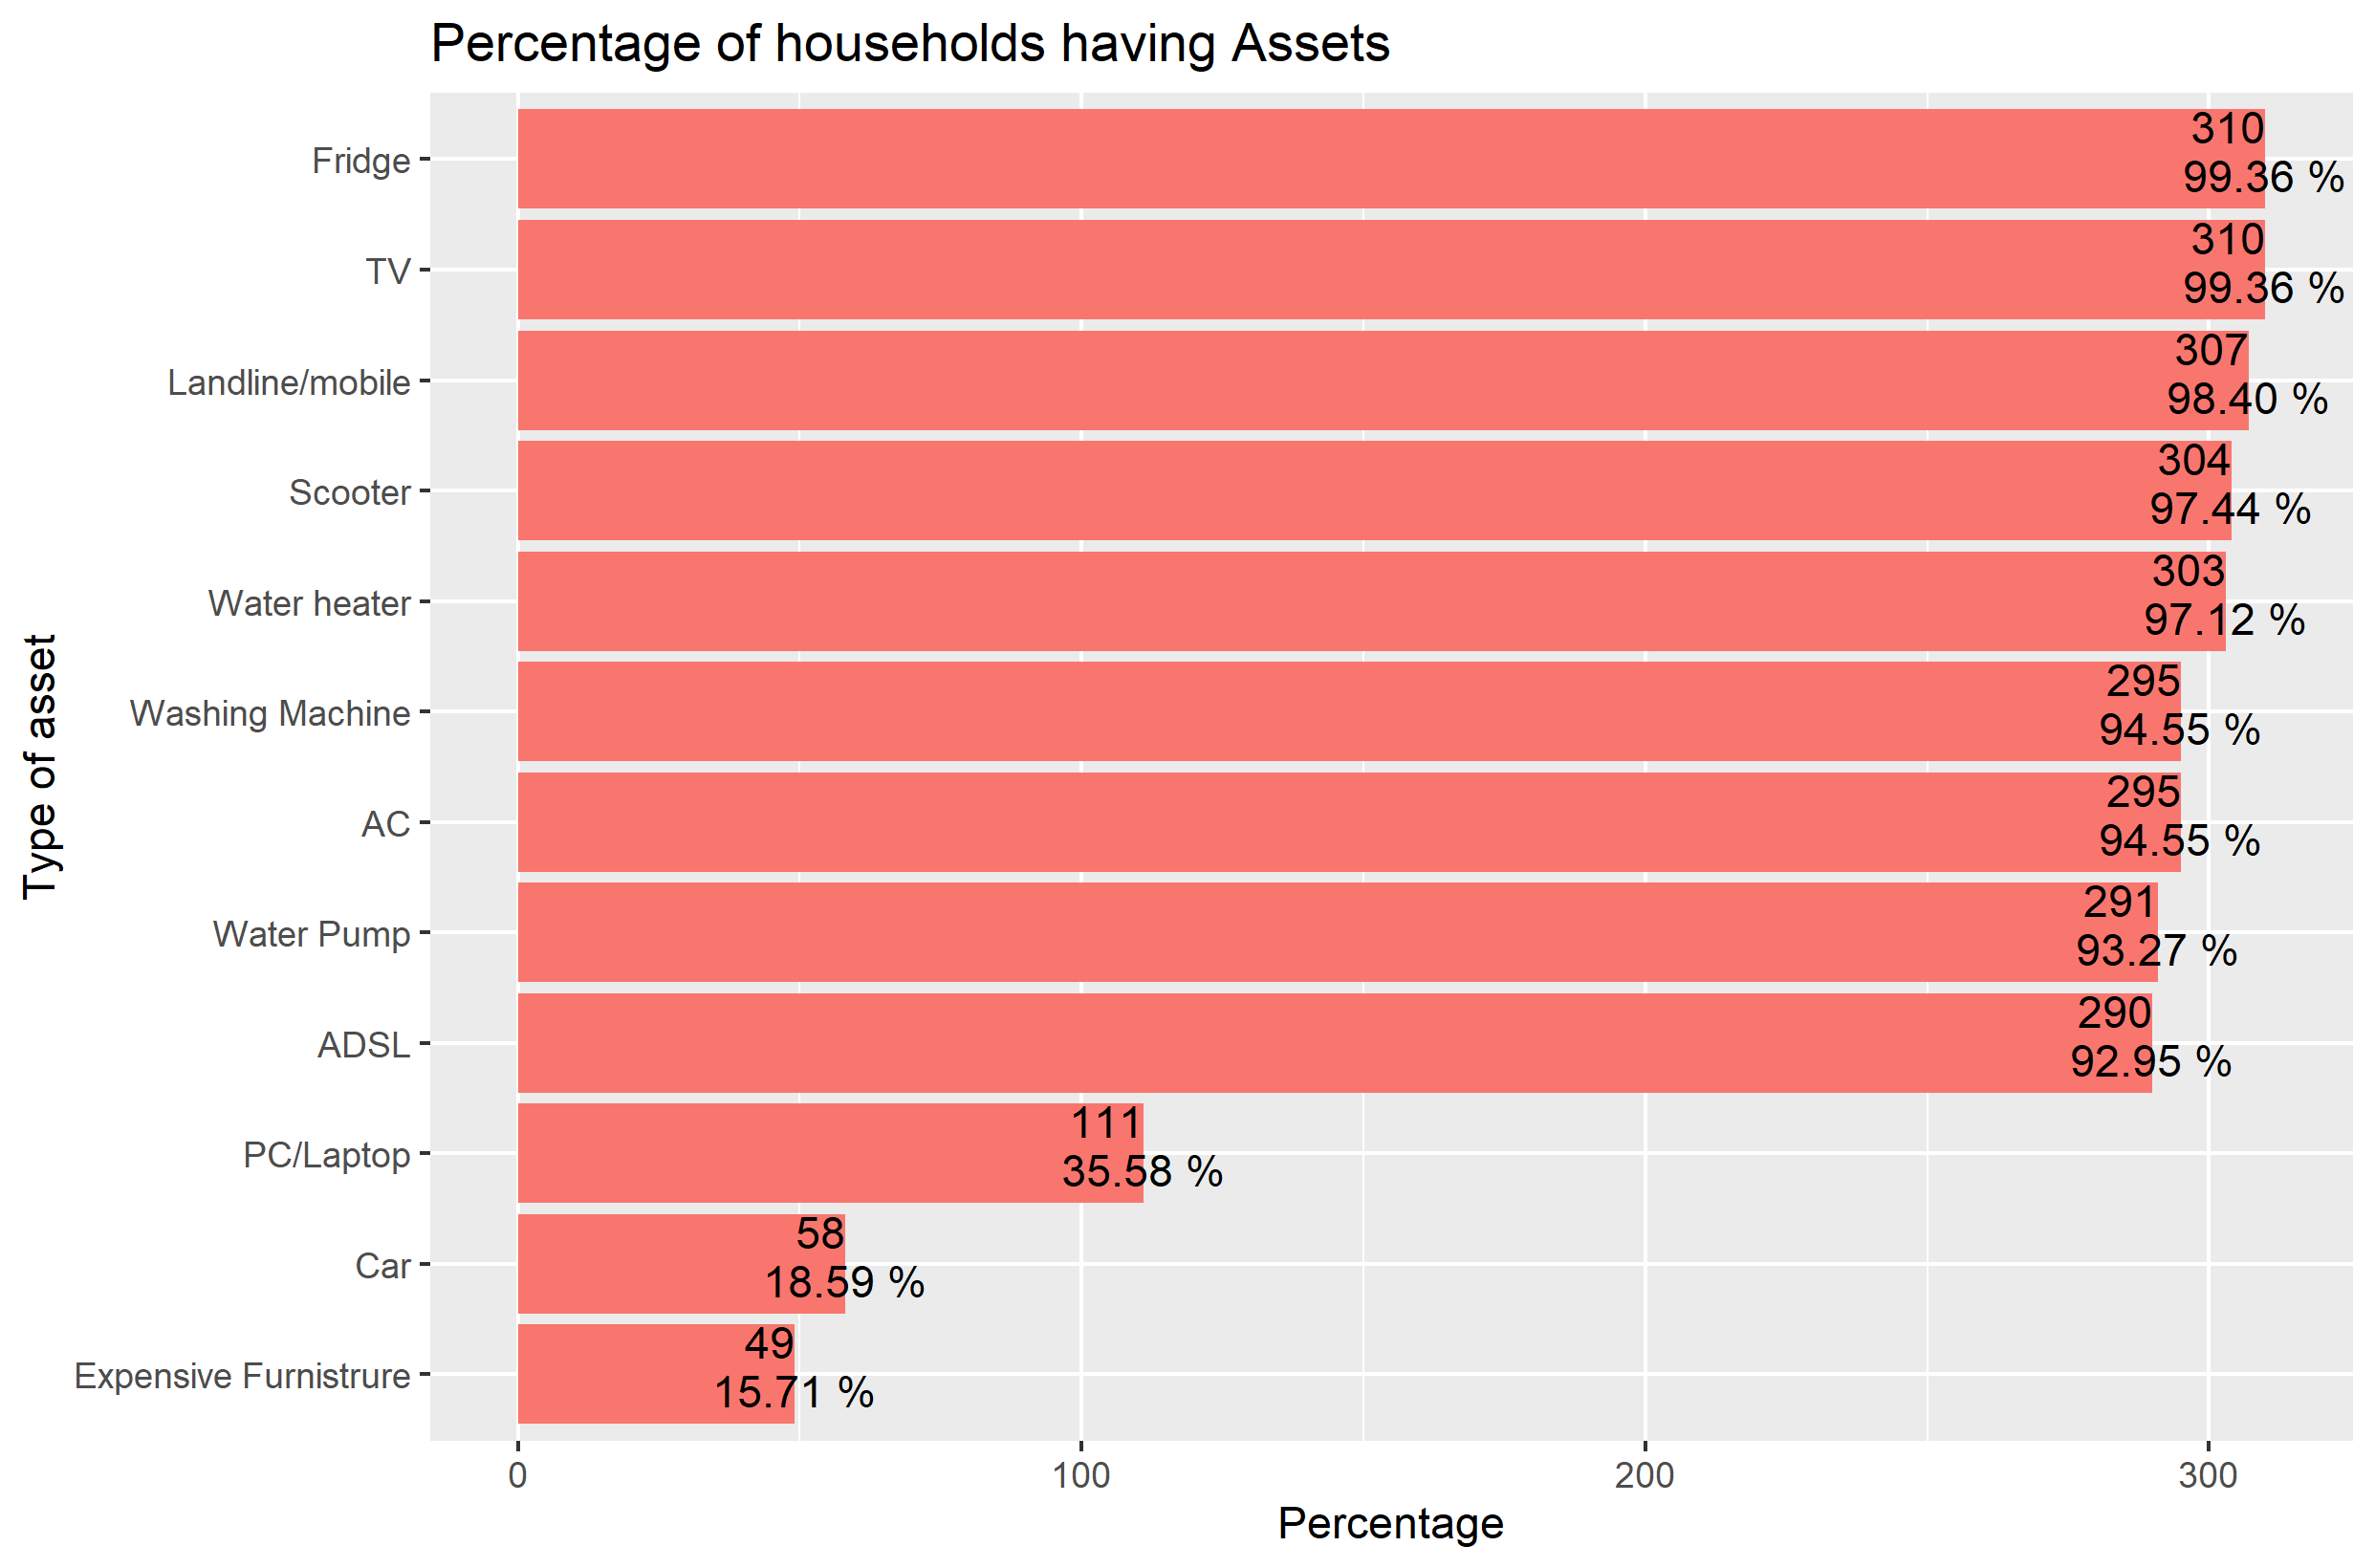 Percentage of households having Assets
Fridge
310
99.36 %
TV
310
99.36 %
Landline/mobile
307
98.40 %
Scooter
304
97.44 %
Water heater
303
97.12 %
Washing Machine
295
94.55 %
AC
295
94.55 %
Water Pump
291
93.27 %
ADSL
290
92.95 %
PC/Laptop
111
35.58 %
Car
58
18.59 %
Expensive Furnistrure
49
15.71 %
Type of asset
0 100 200 300
Percentage